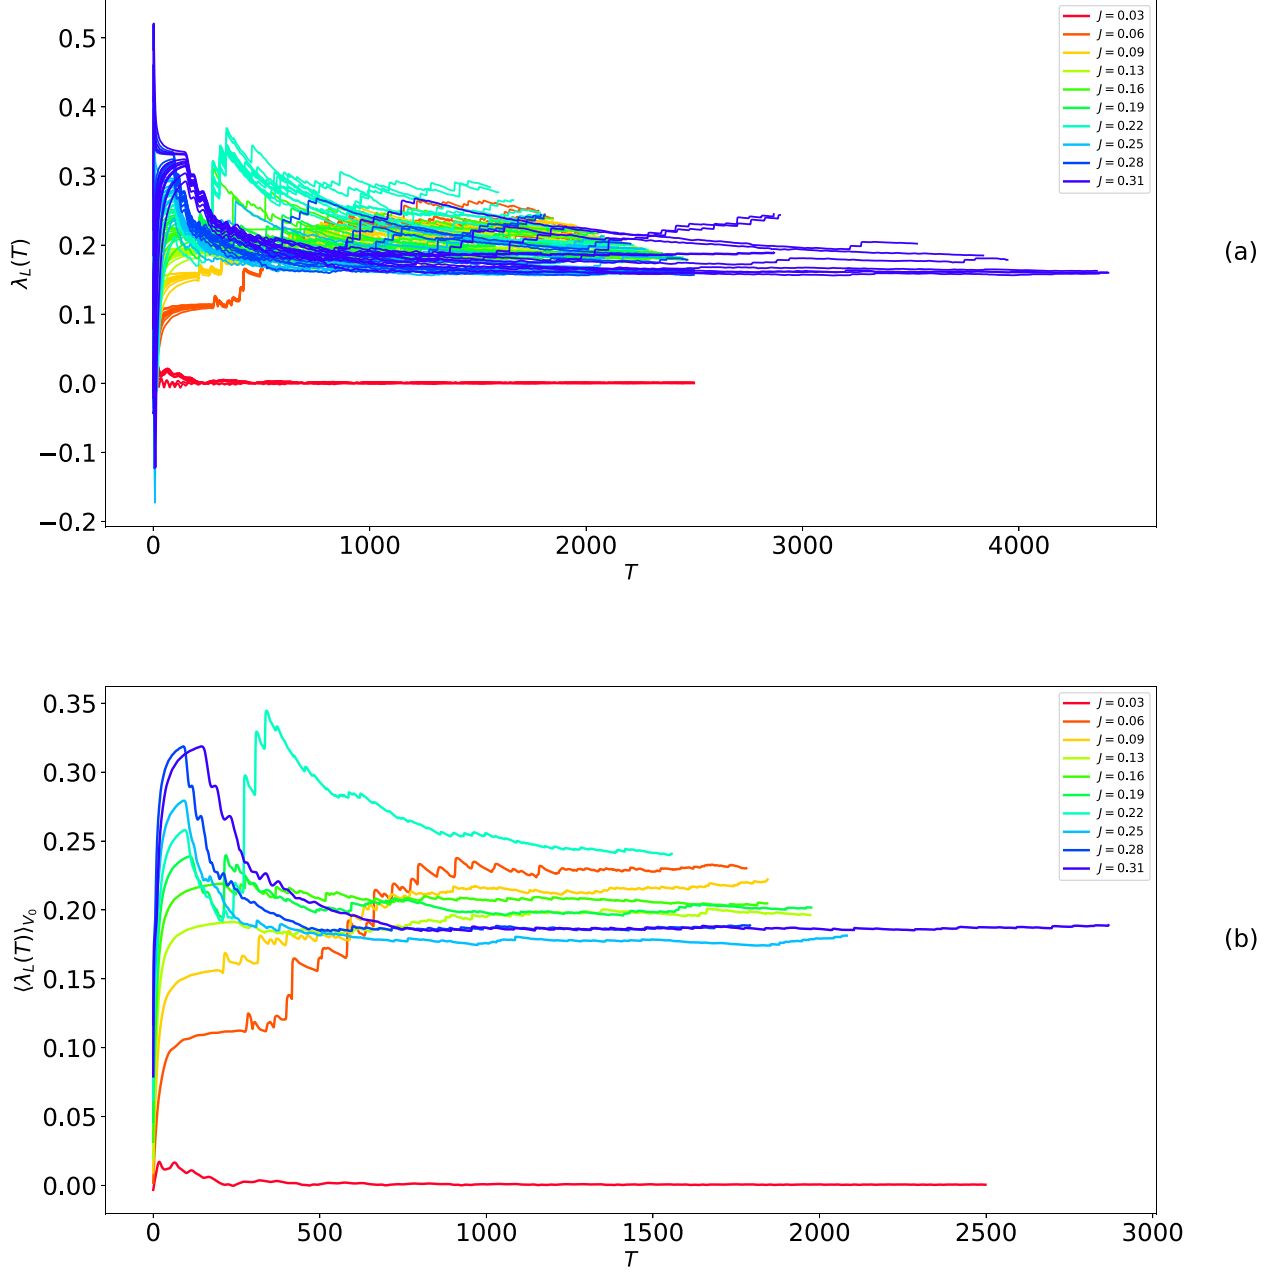 0.5
0.4
0.3
0.2
0.1
0.0
−0.1
−0.2
λ_L(T)
0
1000
2000
3000
4000
T
J = 0.03
J = 0.06
J = 0.09
J = 0.13
J = 0.16
J = 0.19
J = 0.22
J = 0.25
J = 0.28
J = 0.31
(a)
0.35
0.30
0.25
0.20
0.15
0.10
0.05
0.00
⟨λ_L(T)⟩_{V_0}
0
500
1000
1500
2000
2500
3000
T
J = 0.03
J = 0.06
J = 0.09
J = 0.13
J = 0.16
J = 0.19
J = 0.22
J = 0.25
J = 0.28
J = 0.31
(b)